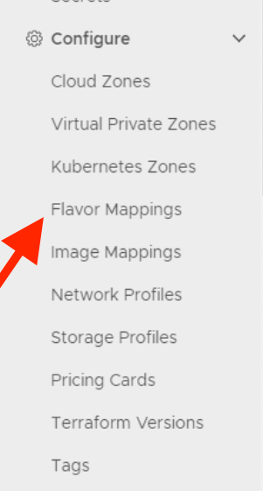 Secrets
Configure
Cloud Zones
Virtual Private Zones
Kubernetes Zones
Flavor Mappings
Image Mappings
Network Profiles
Storage Profiles
Pricing Cards
Terraform Versions
Tags